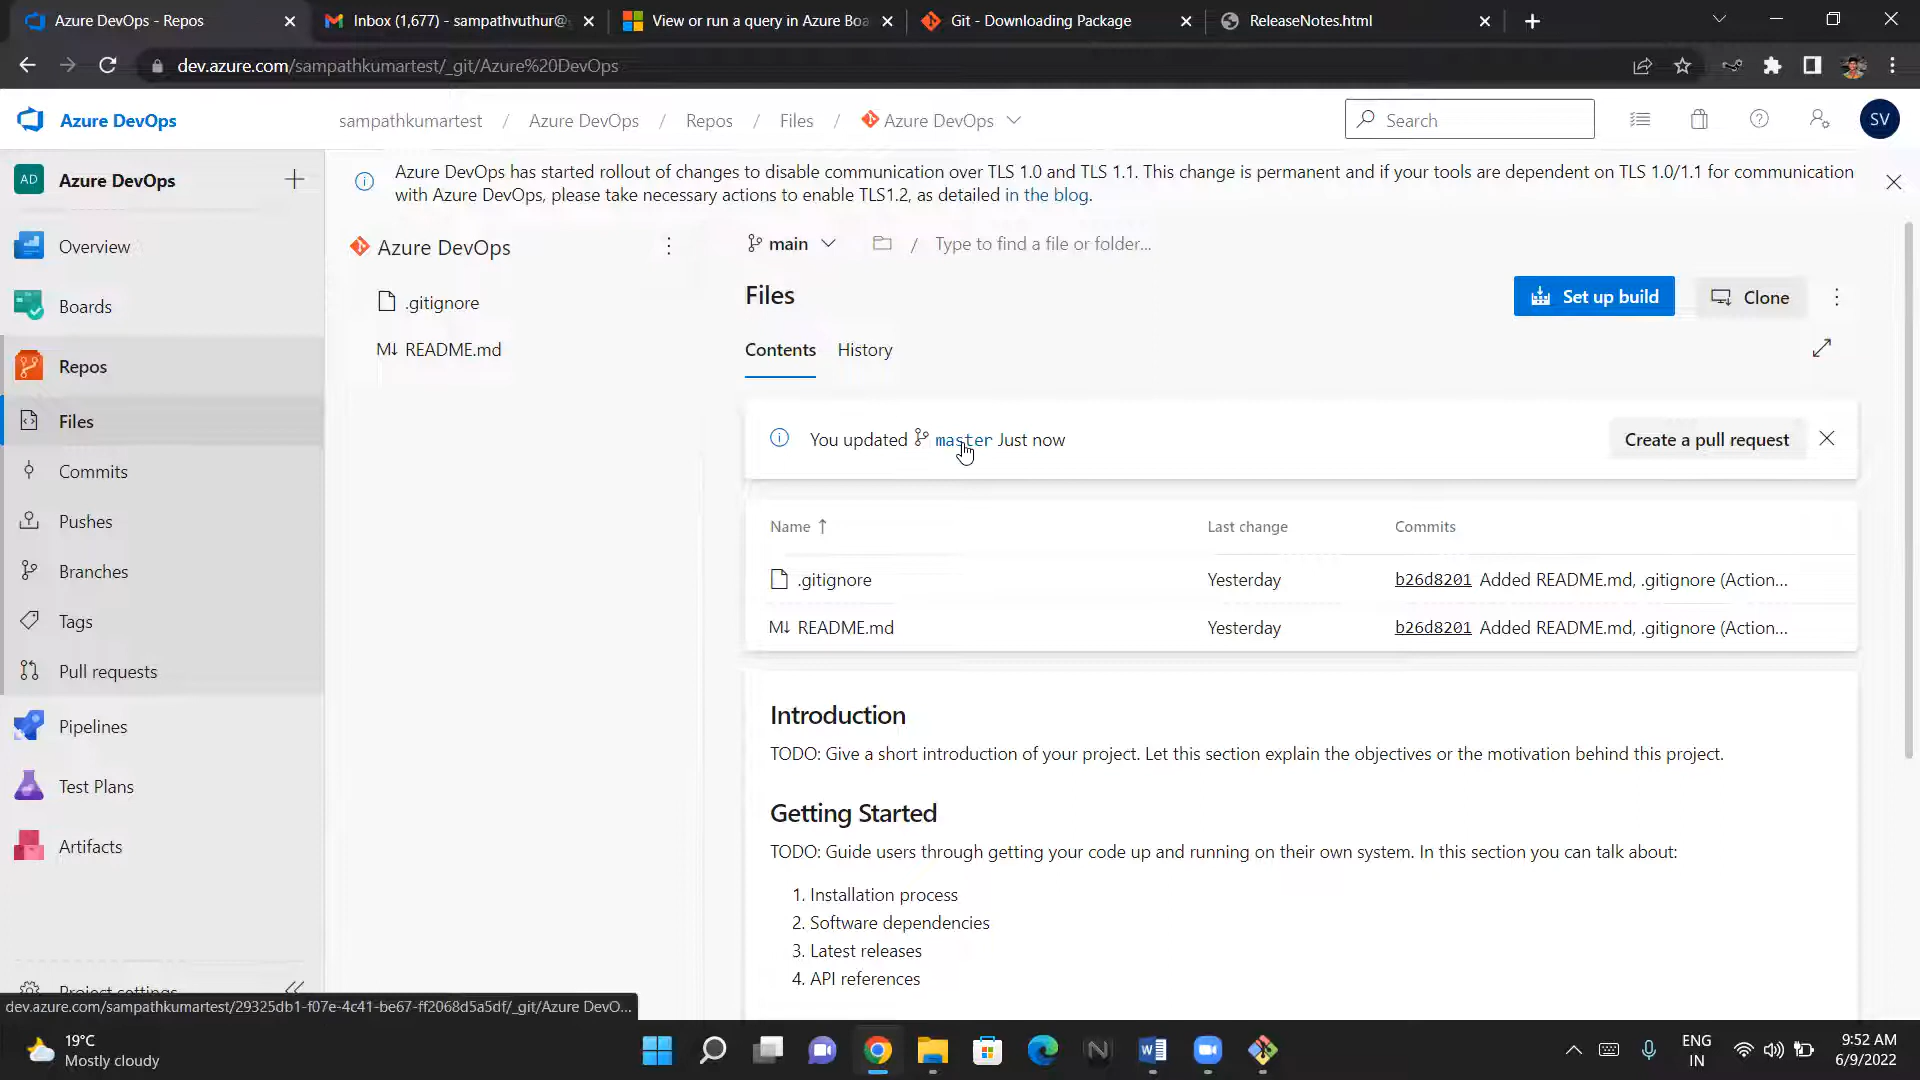 Azure DevOps - Repos
Inbox (1,677) - sampathvuthur@
View or run a query in Azure Boa
Git - Downloading Package
ReleaseNotes.html
dev.azure.com/sampathkumartest/_git/Azure%20DevOps
Azure DevOps
sampathkumartest / Azure DevOps / Repos / Files / Azure DevOps
Search
SV
AD Azure DevOps
Overview
Boards
Repos
Files
Commits
Pushes
Branches
Tags
Pull requests
Pipelines
Test Plans
Artifacts
Project settings
Azure DevOps has started rollout of changes to disable communication over TLS 1.0 and TLS 1.1. This change is permanent and if your tools are dependent on TLS 1.0/1.1 for communication
with Azure DevOps, please take necessary actions to enable TLS1.2, as detailed in the blog.
Azure DevOps
.gitignore
M↓ README.md
main / Type to find a file or folder...
Files
Set up build
Clone
Contents History
You updated master Just now
Create a pull request
Name ↑ Last change Commits
.gitignore Yesterday b26d8201 Added README.md, .gitignore (Action...
M↓ README.md Yesterday b26d8201 Added README.md, .gitignore (Action...
Introduction
TODO: Give a short introduction of your project. Let this section explain the objectives or the motivation behind this project.
Getting Started
TODO: Guide users through getting your code up and running on their own system. In this section you can talk about:
1. Installation process
2. Software dependencies
3. Latest releases
4. API references
dev.azure.com/sampathkumartest/29325db1-f07e-4c41-be67-ff2068d5a5df/_git/Azure DevO...
19°C
Mostly cloudy
ENG
IN
9:52 AM
6/9/2022